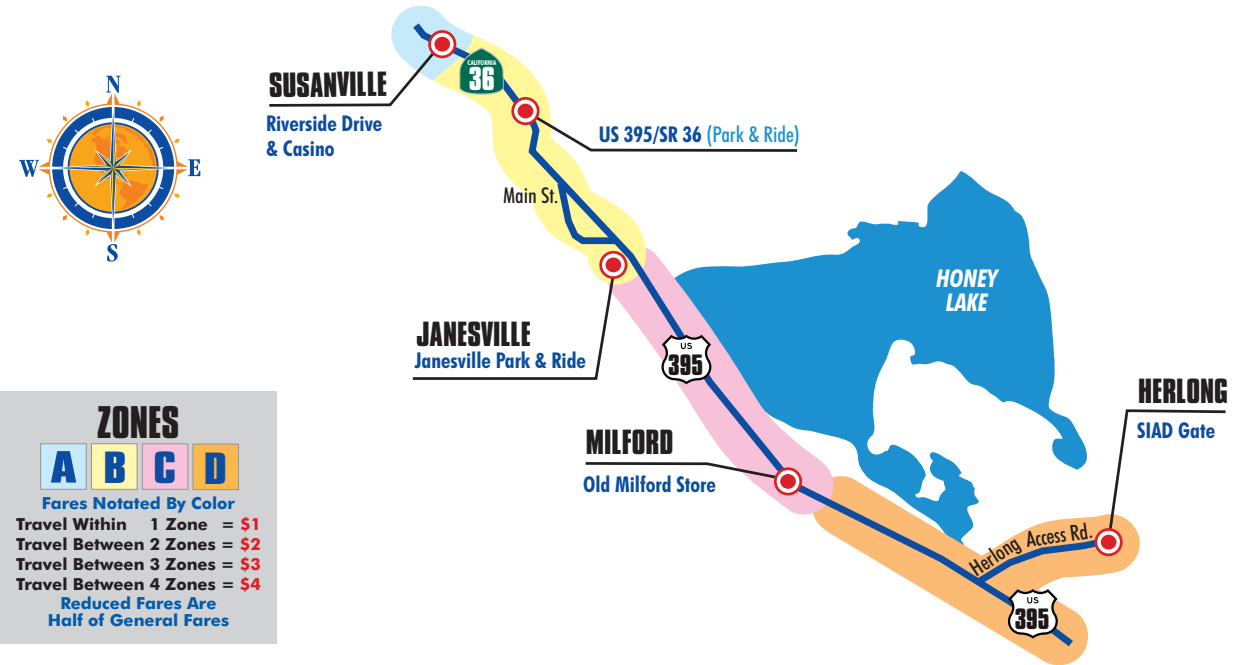 N
W
E
S
SUSANVILLE
Riverside Drive
& Casino
CALIFORNIA
36
US 395/SR 36 (Park & Ride)
Main St.
JANESVILLE
Janesville Park & Ride
US
395
HONEY
LAKE
MILFORD
Old Milford Store
HERLONG
SIAD Gate
Herlong Access Rd.
US
395
ZONES
A B C D
Fares Notated By Color
Travel Within 1 Zone = $1
Travel Between 2 Zones = $2
Travel Between 3 Zones = $3
Travel Between 4 Zones = $4
Reduced Fares Are
Half of General Fares